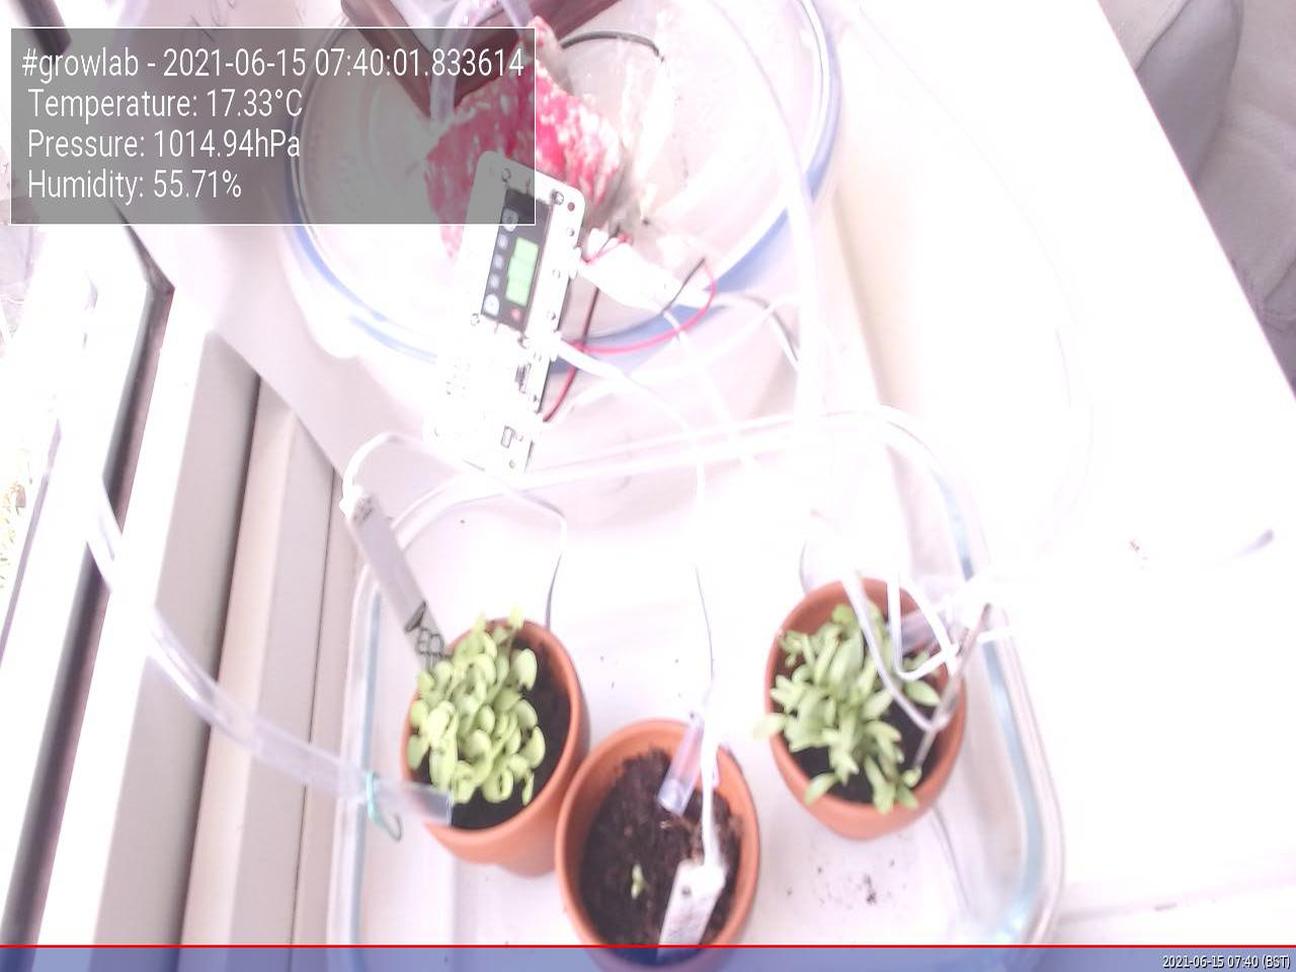 #growlab - 2021-06-15 07:40:01.833614
Temperature: 17.33°C
Pressure: 1014.94hPa
Humidity: 55.71%
2021-06-15 07:40 (BST)